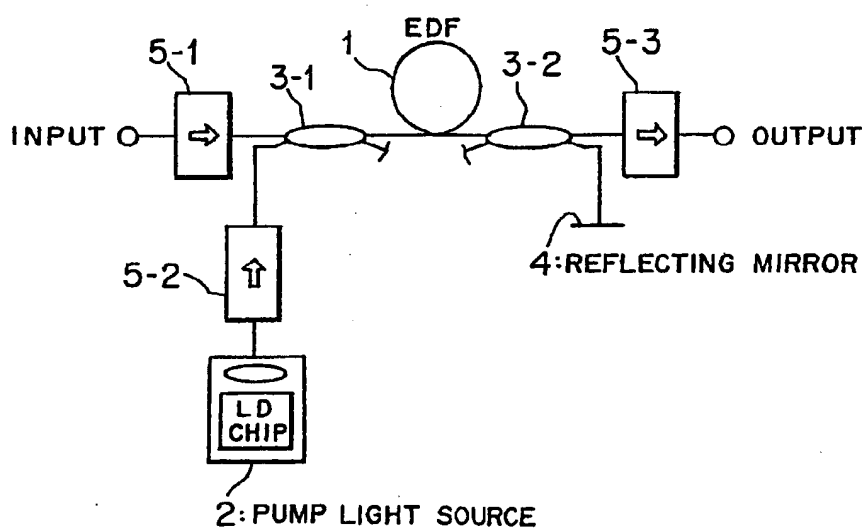 EDF
5-1
1
3-1
3-2
5-3
INPUT
OUTPUT
4:REFLECTING MIRROR
5-2
LD
CHIP
2:PUMP LIGHT SOURCE